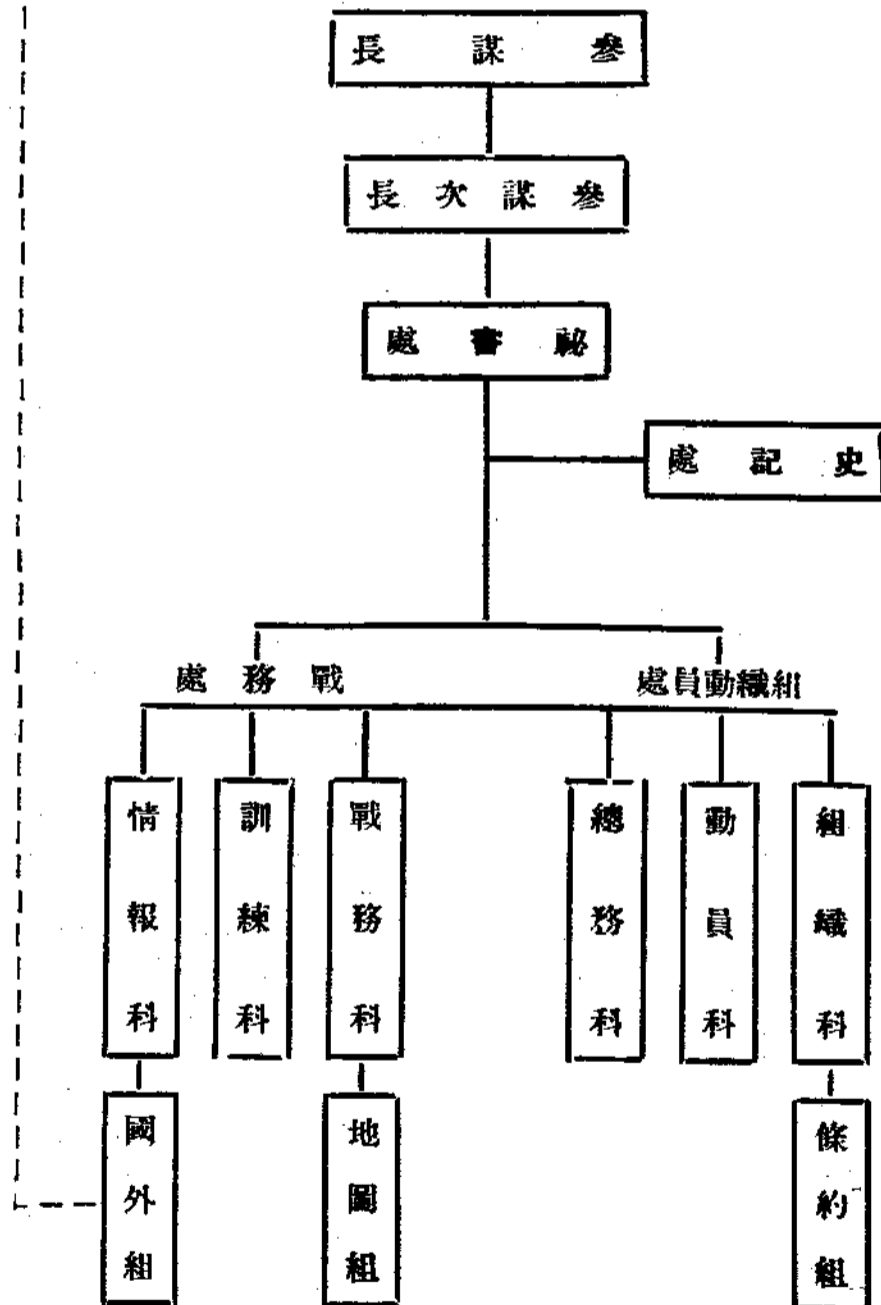 參謀長
參謀次長
祕書處
史記處
組織動員處
戰務處
組織科
動員科
總務科
戰務科
訓練科
情報科
條約組
地圖組
國外組